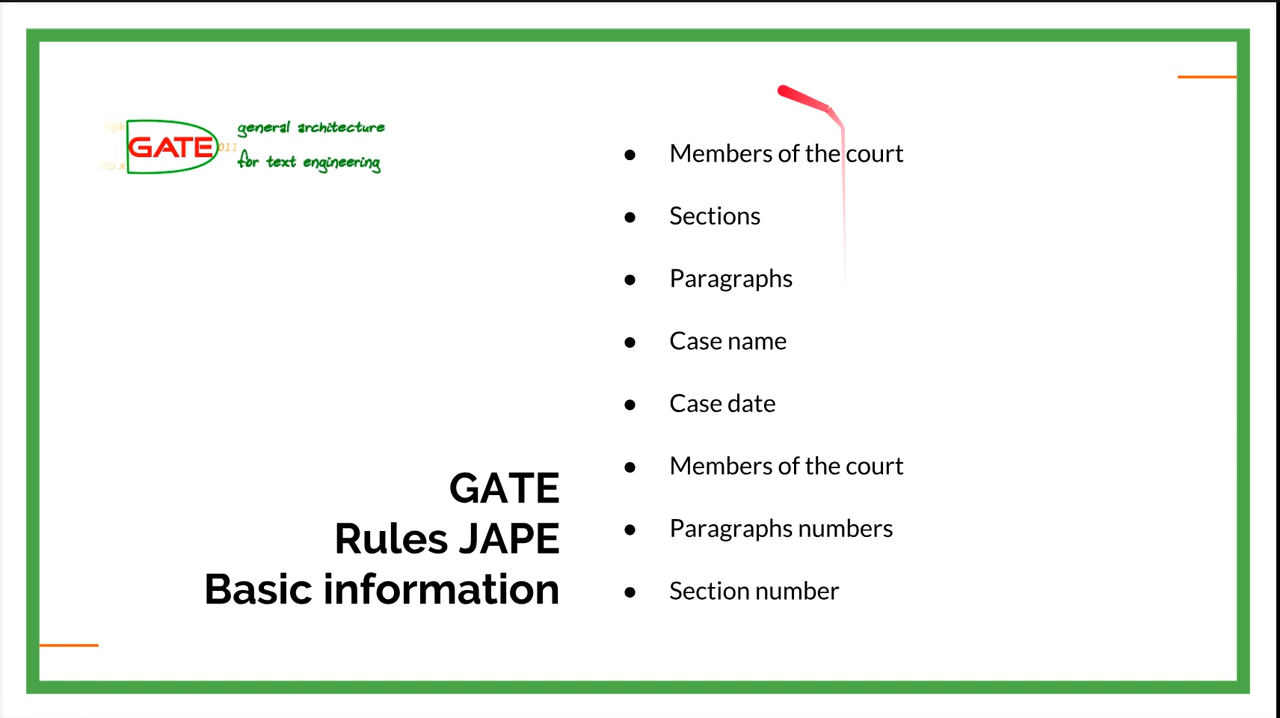 GATE
general architecture
for text engineering
011
GATE
Rules JAPE
Basic information
● Members of the court
● Sections
● Paragraphs
● Case name
● Case date
● Members of the court
● Paragraphs numbers
● Section number